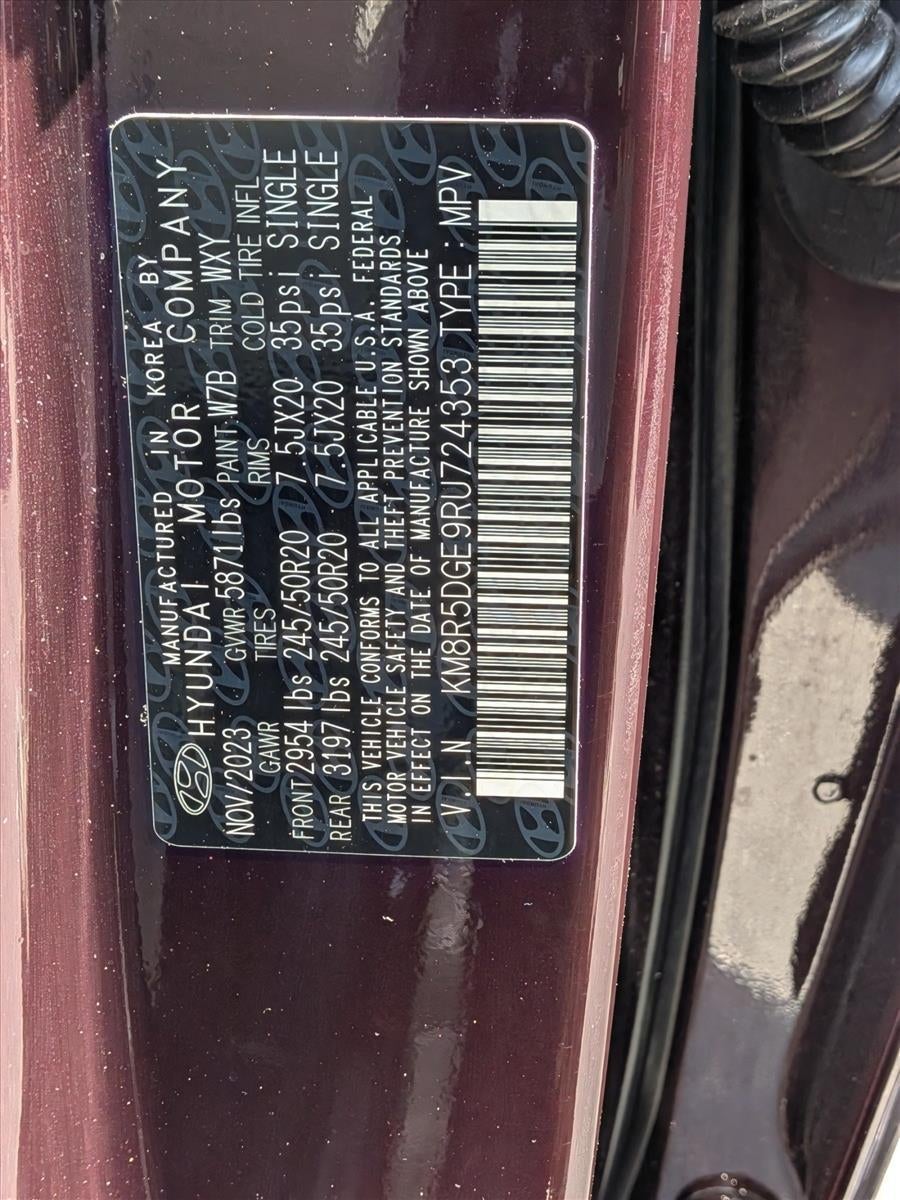 MANUFACTURED IN KOREA BY
HYUNDAI MOTOR COMPANY
NOV/2023 GVWR 5871lbs PAINT W7B TRIM WXY
GAWR TIRES RIMS COLD TIRE INFL
FRONT 2954 lbs 245/50R20 7.5JX20 35psi SINGLE
REAR 3197 lbs 245/50R20 7.5JX20 35psi SINGLE
THIS VEHICLE CONFORMS TO ALL APPLICABLE U.S.A. FEDERAL
MOTOR VEHICLE SAFETY AND THEFT PREVENTION STANDARDS
IN EFFECT ON THE DATE OF MANUFACTURE SHOWN ABOVE
V.I.N KM8R5DGE9RU724353 TYPE : MPV